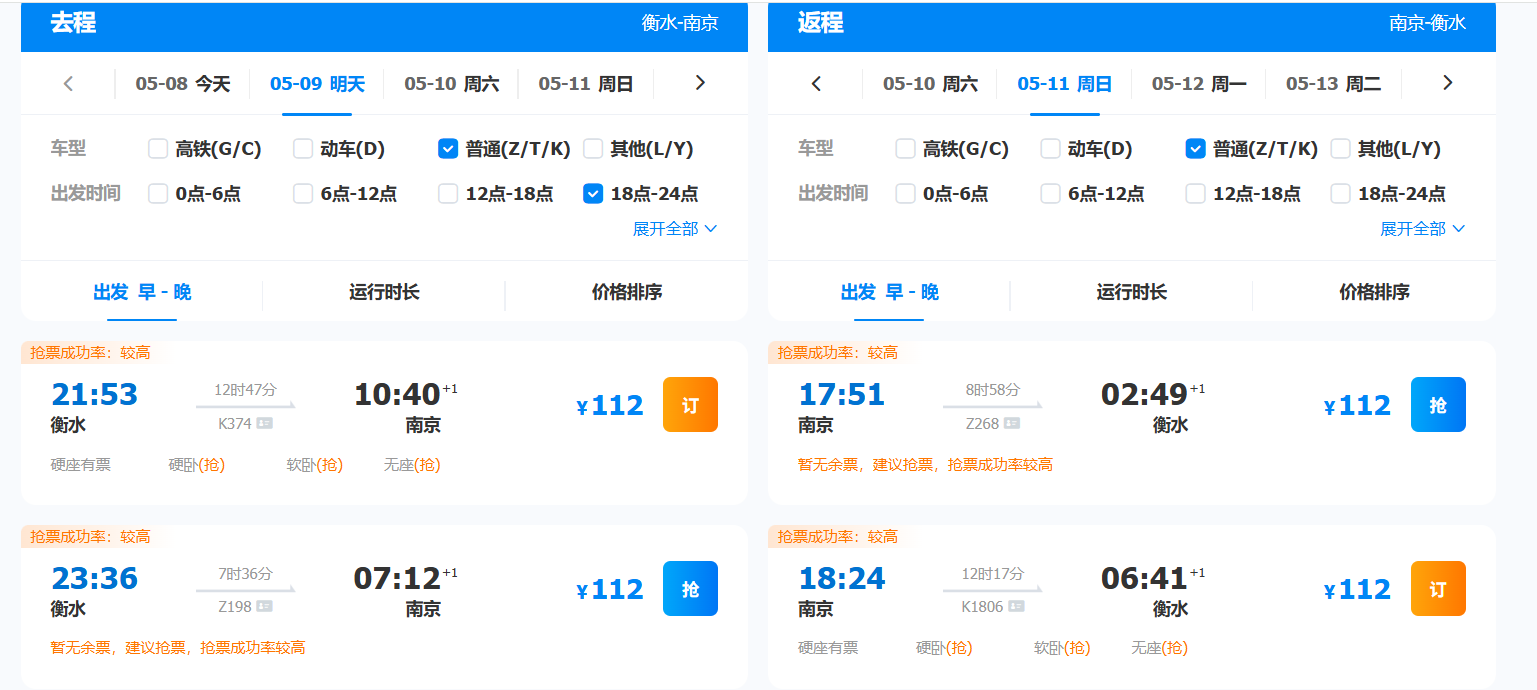 去程 衡水-南京
05-08 今天 05-09 明天 05-10 周六 05-11 周日
车型 高铁(G/C) 动车(D) 普通(Z/T/K) 其他(L/Y)
出发时间 0点-6点 6点-12点 12点-18点 18点-24点
展开全部
出发 早 - 晚 运行时长 价格排序
抢票成功率：较高
21:53 12时47分 10:40+1 ¥112 订
衡水 K374 南京
硬座有票 硬卧(抢) 软卧(抢) 无座(抢)
抢票成功率：较高
23:36 7时36分 07:12+1 ¥112 抢
衡水 Z198 南京
暂无余票，建议抢票，抢票成功率较高
返程 南京-衡水
05-10 周六 05-11 周日 05-12 周一 05-13 周二
车型 高铁(G/C) 动车(D) 普通(Z/T/K) 其他(L/Y)
出发时间 0点-6点 6点-12点 12点-18点 18点-24点
展开全部
出发 早 - 晚 运行时长 价格排序
抢票成功率：较高
17:51 8时58分 02:49+1 ¥112 抢
南京 Z268 衡水
暂无余票，建议抢票，抢票成功率较高
抢票成功率：较高
18:24 12时17分 06:41+1 ¥112 订
南京 K1806 衡水
硬座有票 硬卧(抢) 软卧(抢) 无座(抢)